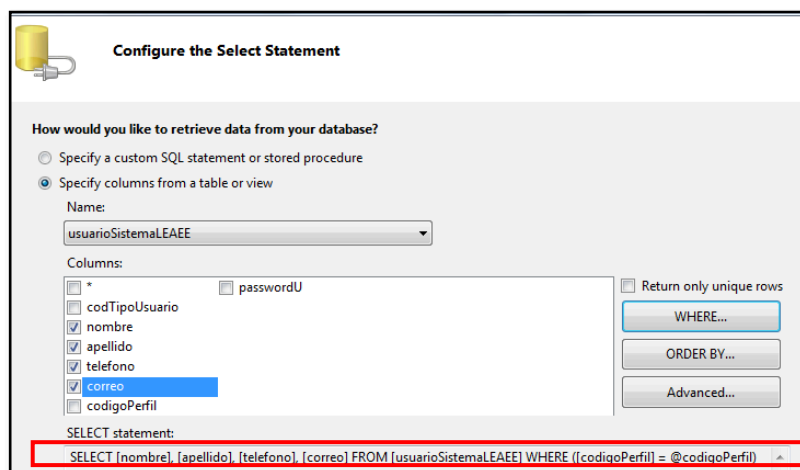 Configure the Select Statement
How would you like to retrieve data from your database?
Specify a custom SQL statement or stored procedure
Specify columns from a table or view
Name:
usuarioSistemaLEAEE
Columns:
* passwordU Return only unique rows
codTipoUsuario
nombre WHERE...
apellido
telefono ORDER BY...
correo
codigoPerfil Advanced...
SELECT statement:
SELECT [nombre], [apellido], [telefono], [correo] FROM [usuarioSistemaLEAEE] WHERE ([codigoPerfil] = @codigoPerfil)